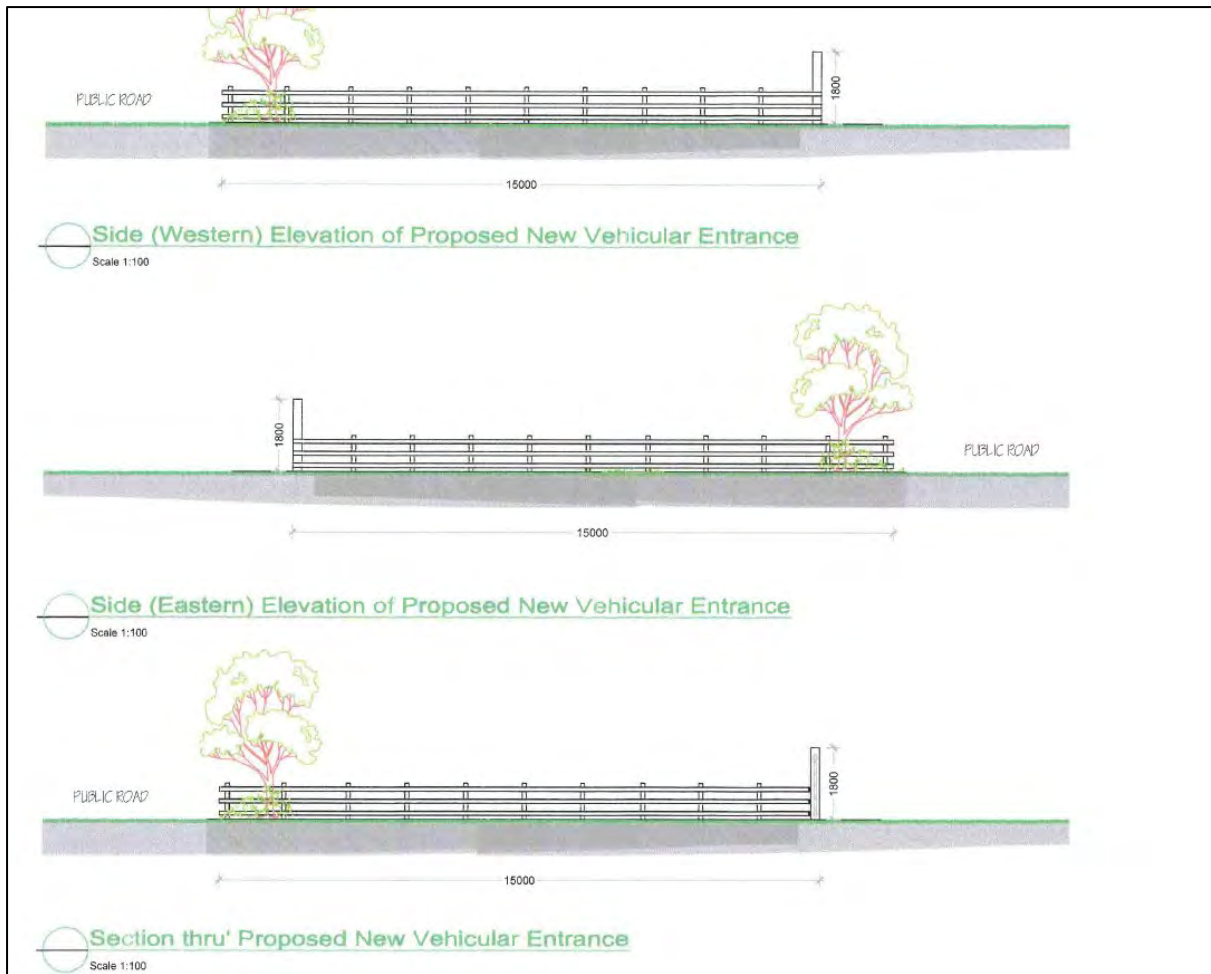 PUBLIC ROAD
1800
15000
Side (Western) Elevation of Proposed New Vehicular Entrance
Scale 1:100
1800
PUBLIC ROAD
15000
Side (Eastern) Elevation of Proposed New Vehicular Entrance
Scale 1:100
PUBLIC ROAD
1800
15000
Section thru' Proposed New Vehicular Entrance
Scale 1:100